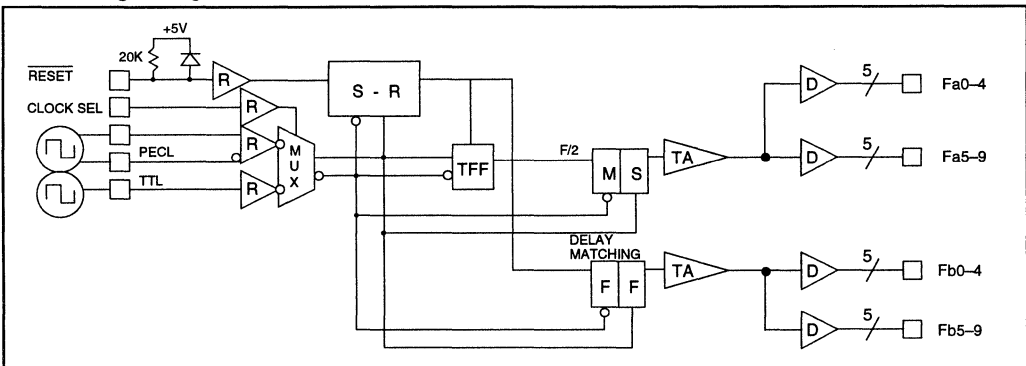 +5V
20K
RESET
R
S - R
5
D
Fa0–4
CLOCK SEL
R
M
U
X
R
PECL
F/2
TFF
M S
TA
5
D
Fa5–9
TTL
R
DELAY
MATCHING
F F
TA
5
D
Fb0–4
5
D
Fb5–9